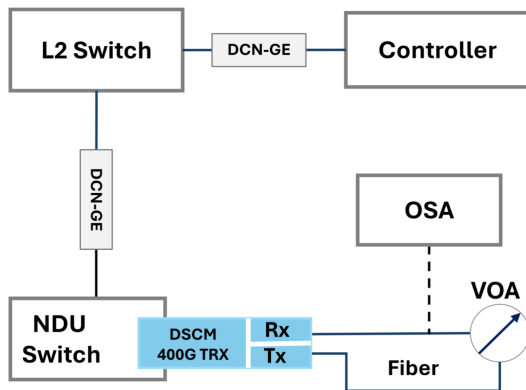 L2 Switch
DCN-GE
Controller
DCN-GE
OSA
VOA
NDU
Switch
DSCM
400G TRX
Rx
Tx
Fiber